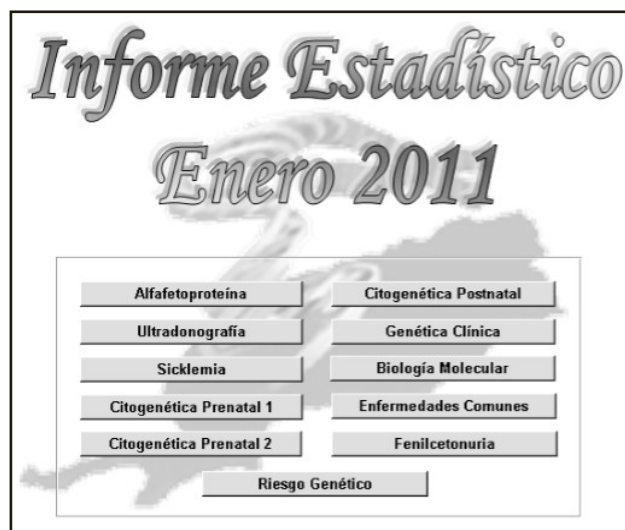 Informe Estadístico
Enero 2011
Alfafetoproteína
Citogenética Postnatal
Ultradonografía
Genética Clínica
Sicklemia
Biología Molecular
Citogenética Prenatal 1
Enfermedades Comunes
Citogenética Prenatal 2
Fenilcetonuria
Riesgo Genético